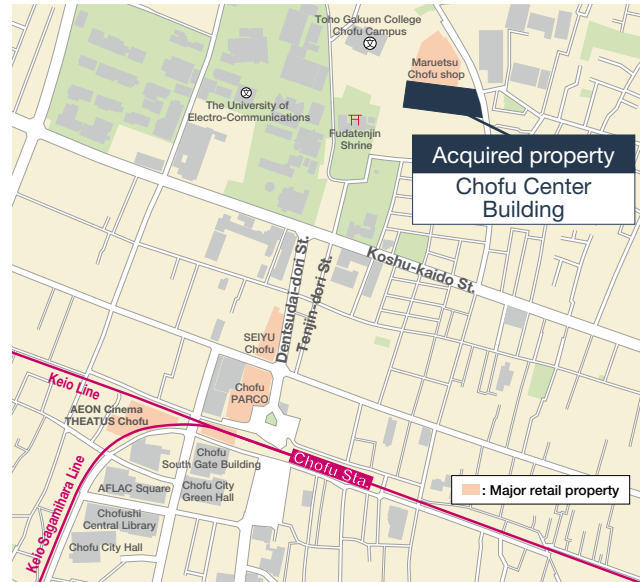 Toho Gakuen College
Chofu Campus
文
Maruetsu
Chofu shop
文
The University of
Electro-Communications
Fudatenjin
Shrine
Acquired property
Chofu Center
Building
Koshu-kaido St.
Dentsudai-dori St.
Tenjin-dori St.
SEIYU
Chofu
Keio Line
Chofu
PARCO
AEON Cinema
THEATUS Chofu
Chofu
South Gate Building
Chofu Sta.
AFLAC Square
Chofu City
Green Hall
: Major retail property
Chofushi
Central Library
Chofu City Hall
Keio Sagamihara Line